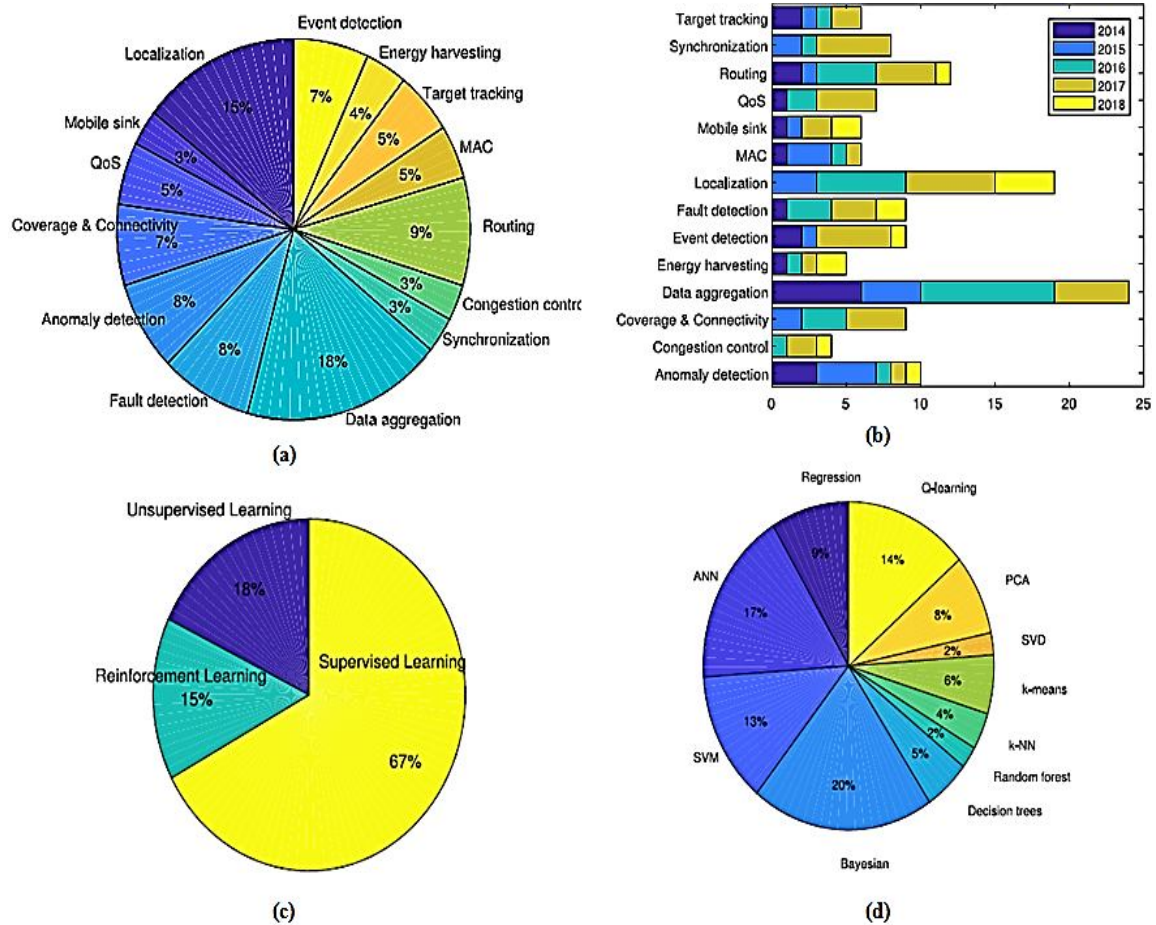 Event detection
Energy harvesting
Target tracking
MAC
Routing
Congestion contro
Synchronization
Data aggregation
Fault detection
Anomaly detection
Coverage & Connectivity
QoS
Mobile sink
Localization
7%
4%
5%
5%
9%
3%
3%
18%
8%
8%
7%
5%
3%
15%
(a)
Target tracking
Synchronization
Routing
QoS
Mobile sink
MAC
Localization
Fault detection
Event detection
Energy harvesting
Data aggregation
Coverage & Connectivity
Congestion control
Anomaly detection
0 5 10 15 20 25
2014
2015
2016
2017
2018
(b)
Unsupervised Learning
18%
Reinforcement Learning
15%
Supervised Learning
67%
(c)
Regression
9%
Q-learning
14%
PCA
8%
SVD
2%
k-means
6%
k-NN
4%
Random forest
2%
Decision trees
5%
Bayesian
20%
SVM
13%
ANN
17%
(d)